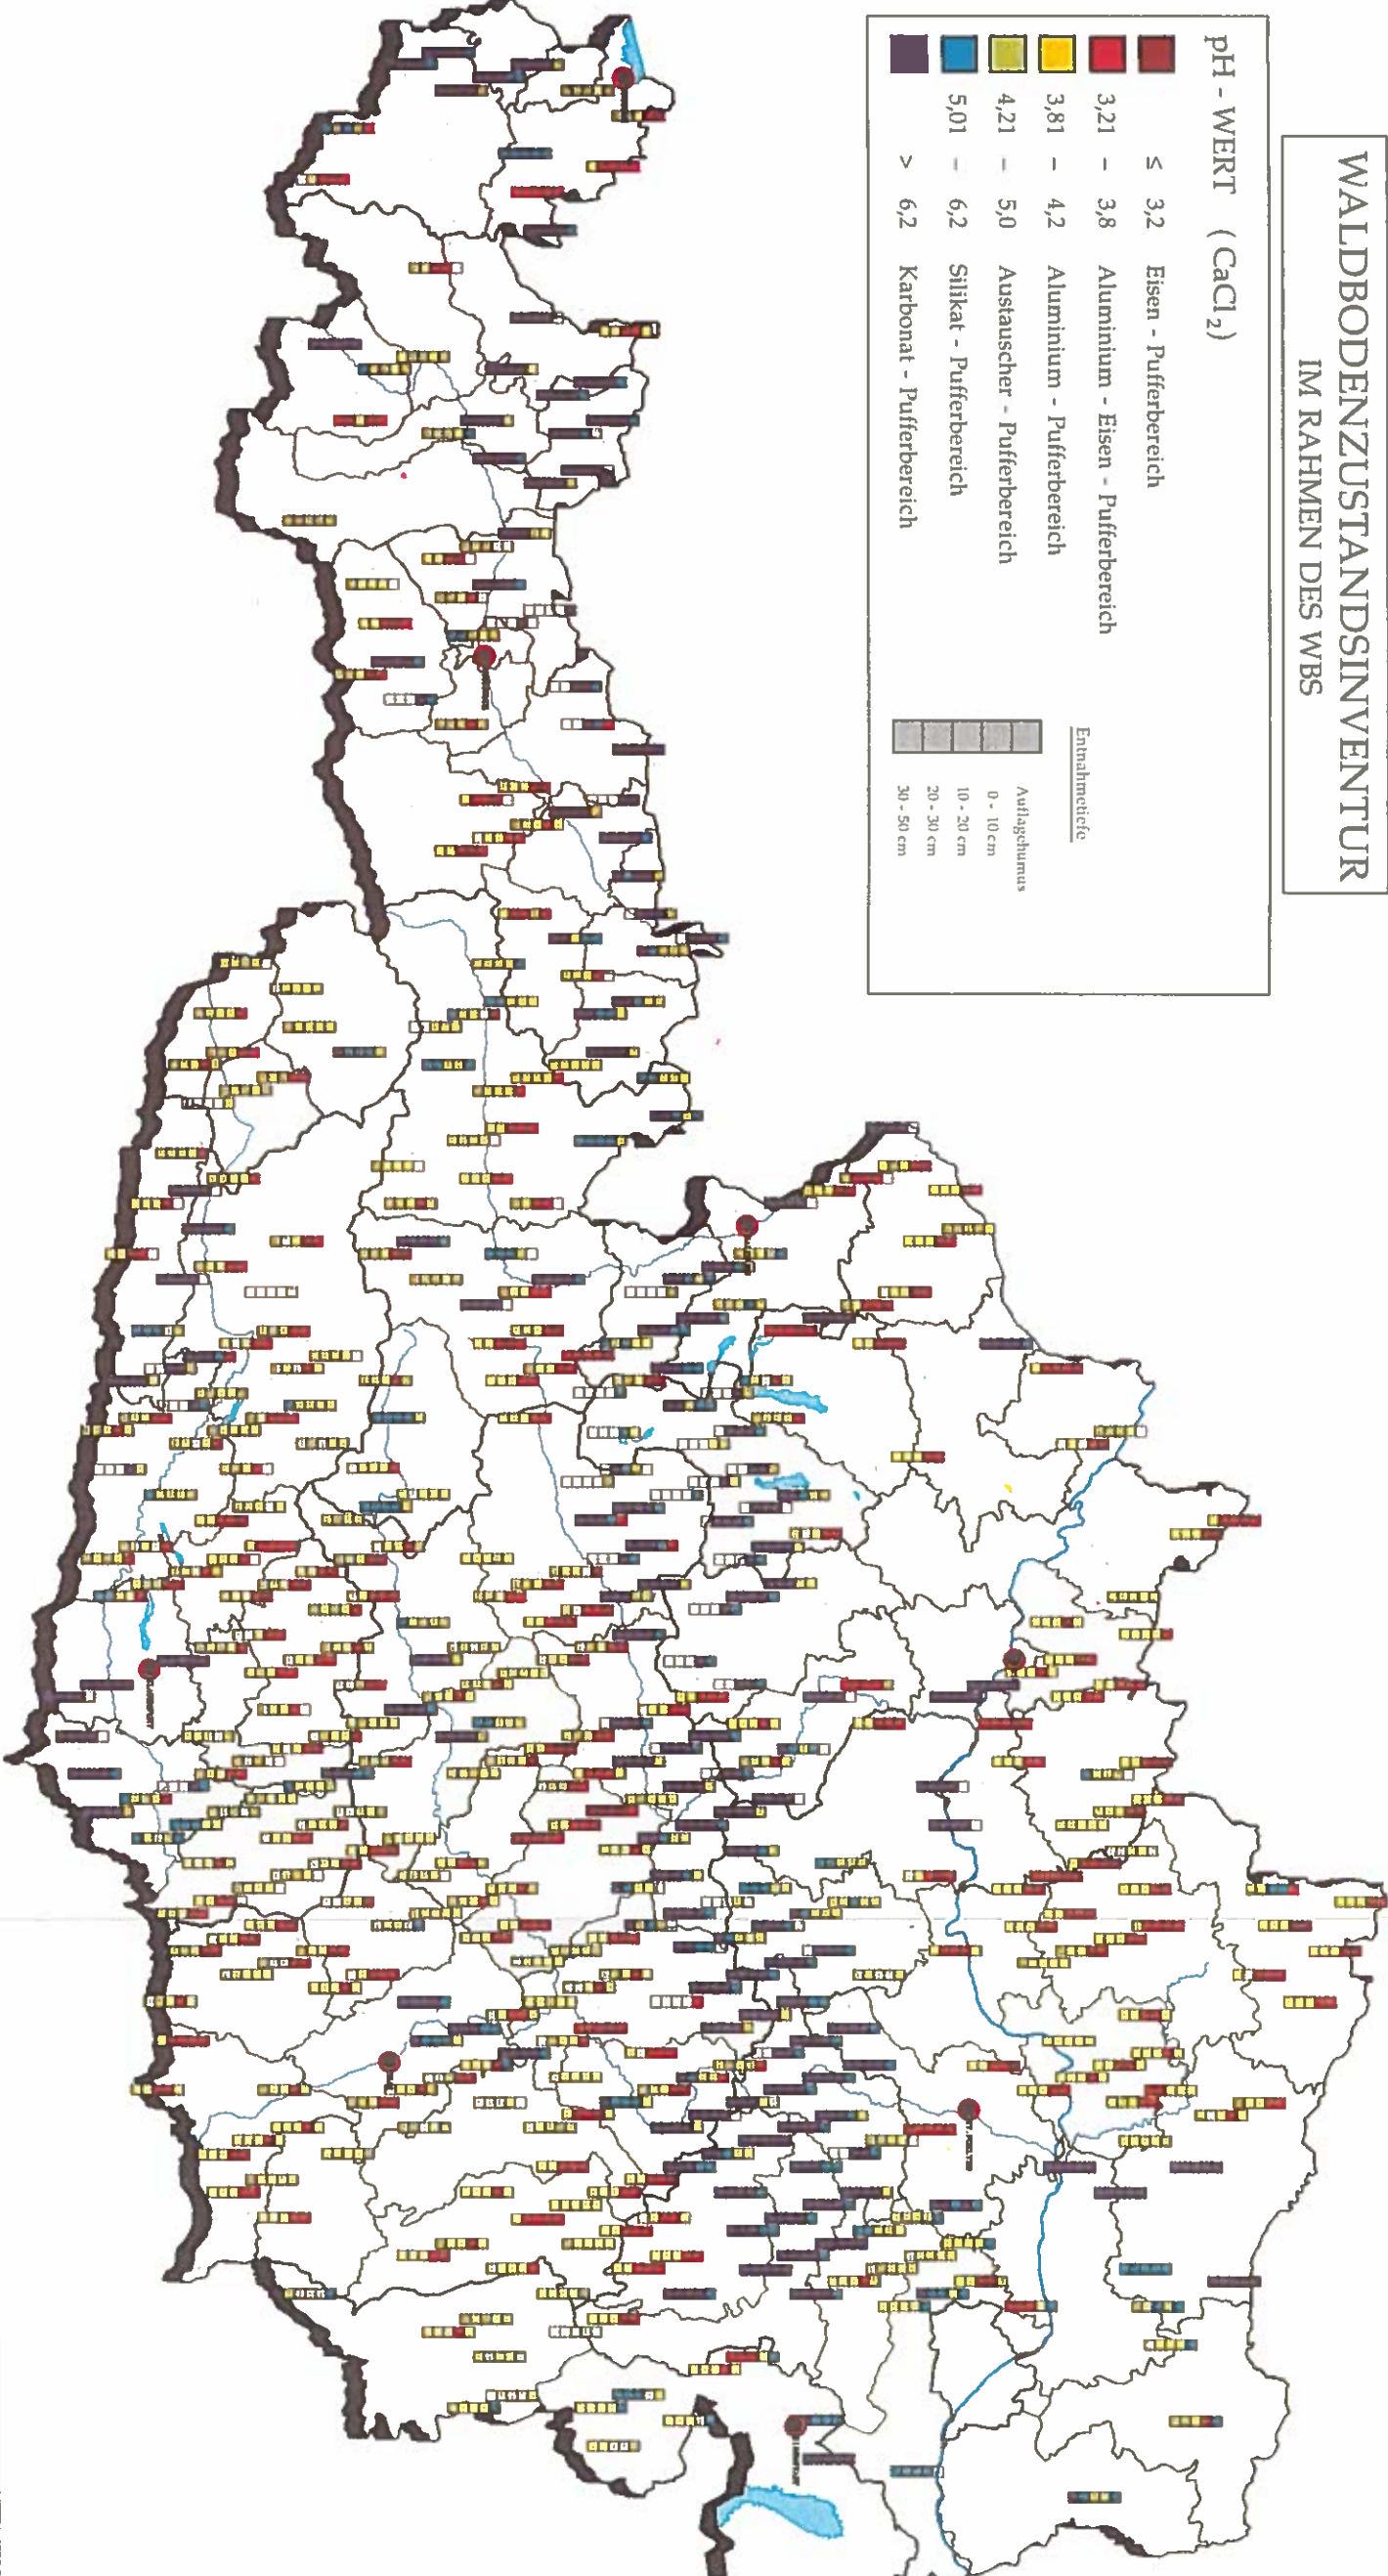 WALDBODENZUSTANDSINVENTUR
IM RAHMEN DES WBS
pH - WERT (CaCl₂)
≤ 3,2 Eisen - Pufferbereich
3,21 - 3,8 Aluminium - Eisen - Pufferbereich
3,81 - 4,2 Aluminium - Pufferbereich
4,21 - 5,0 Austauscher - Pufferbereich
5,01 - 6,2 Silikat - Pufferbereich
> 6,2 Karbonat - Pufferbereich
Entnahmetiefe
Auflagehumus
0 - 10 cm
10 - 20 cm
20 - 30 cm
30 - 50 cm